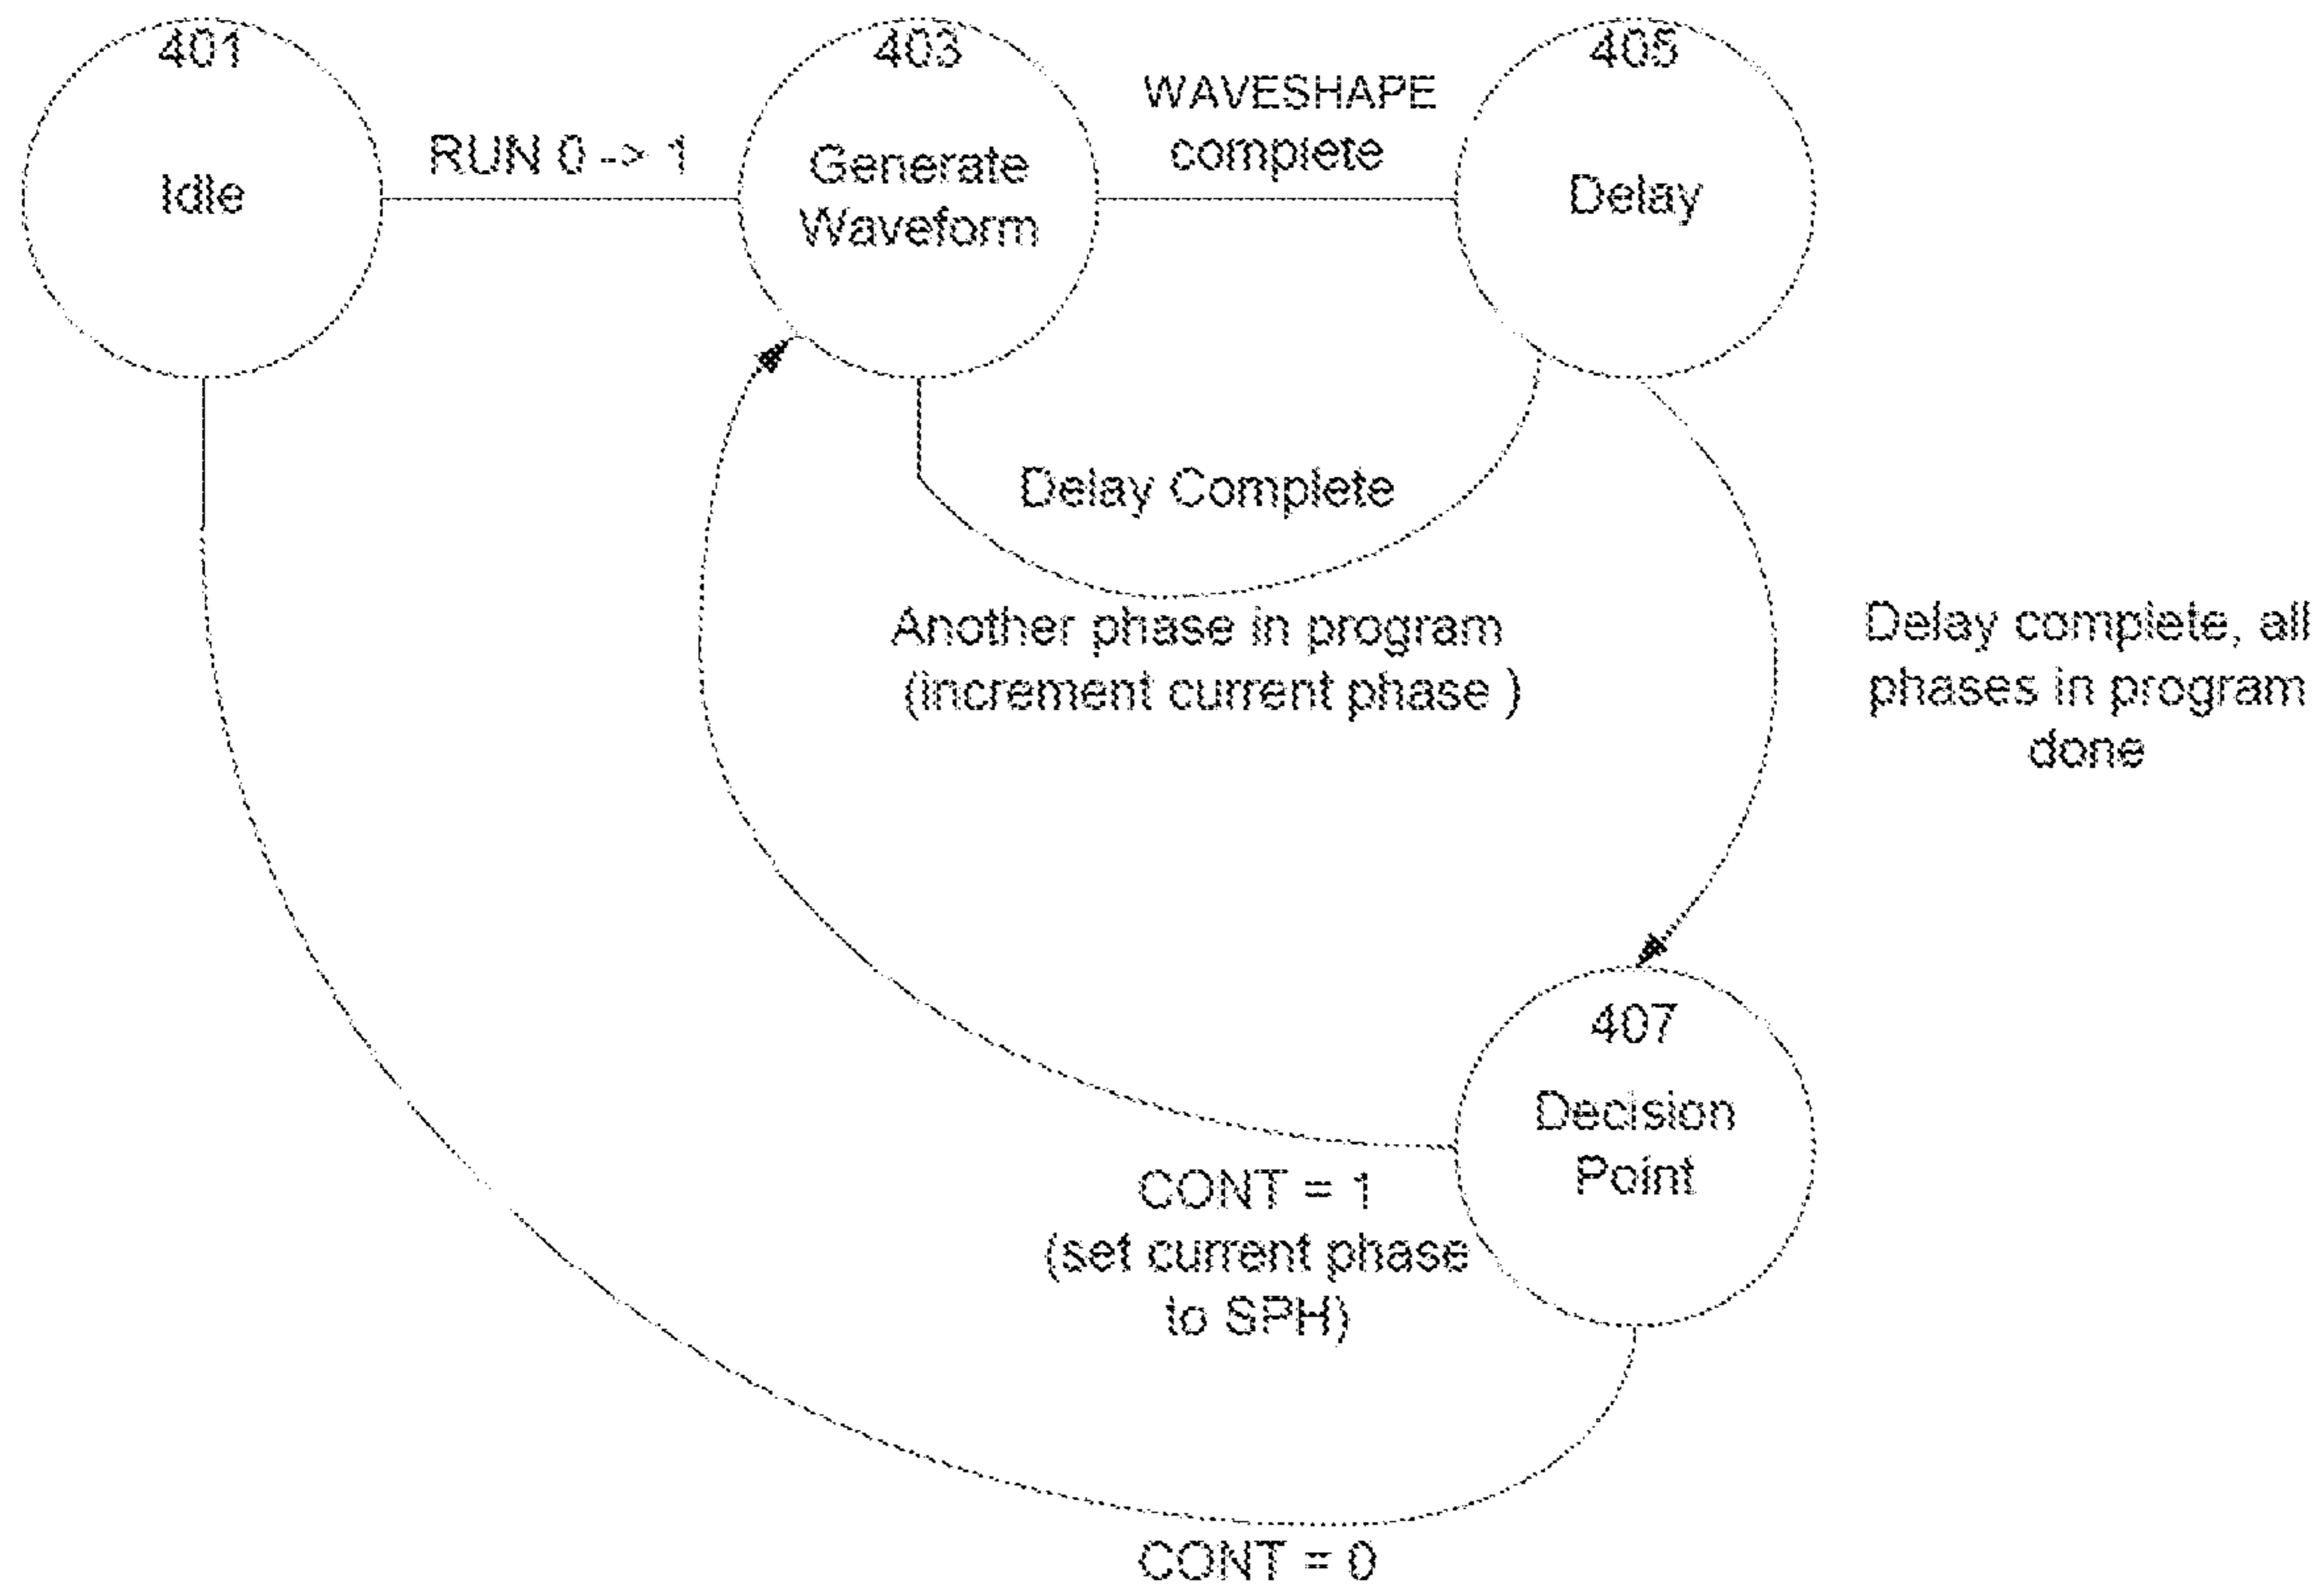 401
Idle
RUN 0 -> 1
403
Generate
Waveform
WAVESHAPE
complete
405
Delay
Delay Complete
Another phase in program
(increment current phase )
Delay complete, all
phases in program
done
407
Decision
Point
CONT = 1
(set current phase
to SPH)
CONT = 0